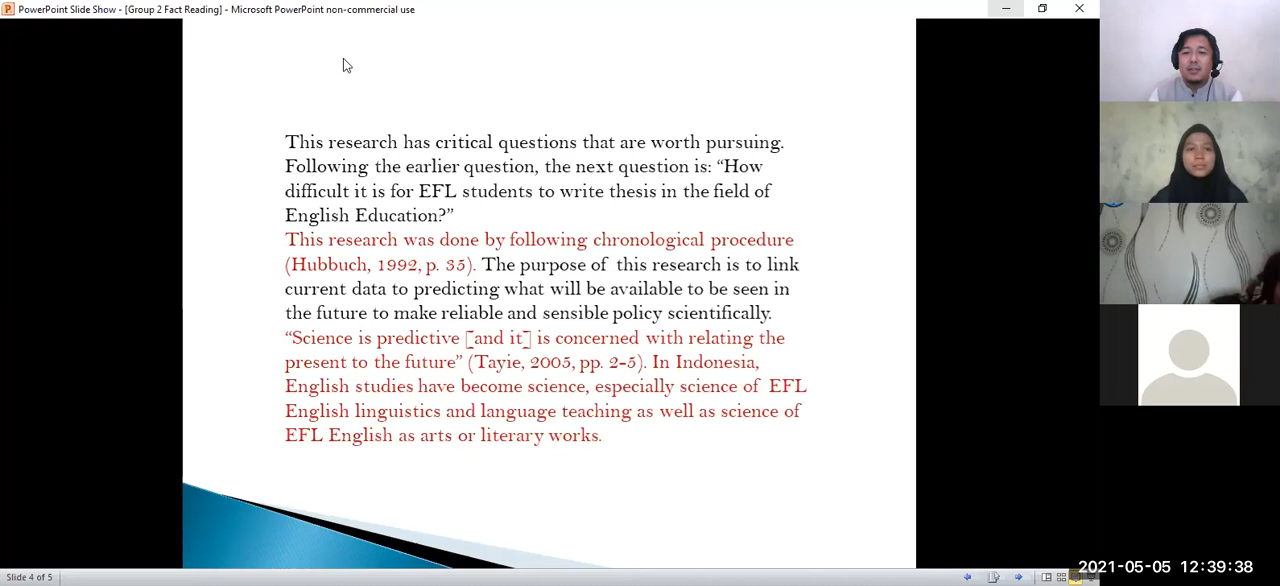 PowerPoint Slide Show - [Group 2 Fact Reading] - Microsoft PowerPoint non-commercial use
This research has critical questions that are worth pursuing.
Following the earlier question, the next question is: “How
difficult it is for EFL students to write thesis in the field of
English Education?”
This research was done by following chronological procedure
(Hubbuch, 1992, p. 35). The purpose of this research is to link
current data to predicting what will be available to be seen in
the future to make reliable and sensible policy scientifically.
“Science is predictive [and it] is concerned with relating the
present to the future” (Tayie, 2005, pp. 2-5). In Indonesia,
English studies have become science, especially science of EFL
English linguistics and language teaching as well as science of
EFL English as arts or literary works.
Slide 4 of 5
2021-05-05 12:39:38